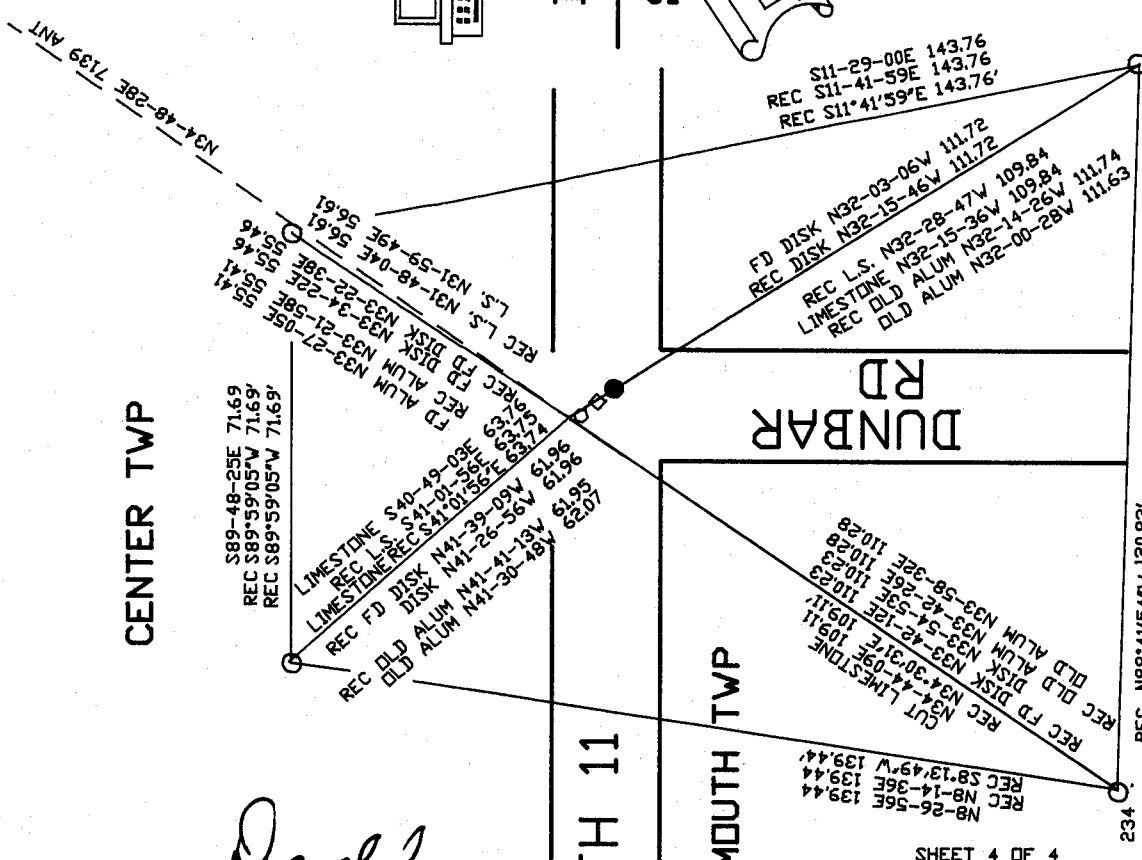 N34-48-28E 7139 ANT
S11-29-00E 143.76
REC S11-41-59E 143.76
REC S11°41'59"E 143.76'
FD DISK N32-03-06W 111.72
REC DISK N32-15-46W 111.72
REC L.S. N32-28-47W 109.84
LIMESTONE N32-15-36W 109.84
REC OLD ALUM N32-14-26W 111.74
OLD ALUM N32-00-28W 111.63
REC L.S. N31-48-04E 56.61
L.S. N31-59-49E 56.61
REC FD DISK N33-22-38E 55.46
FD DISK N33-34-22E 55.46
REC ALUM N33-21-58E 55.41
FD ALUM N33-27-05E 55.41
CENTER TWP
S89-48-25E 71.69
REC S89°59'05"W 71.69'
REC S89°59'05"W 71.69'
LIMESTONE S40-49-03E 63.76
REC L.S. S41-01-56E 63.75
LIMESTONE REC S41°01'56"E 63.74
REC FD DISK N41-39-09W 61.96
DISK N41-26-56W 61.96
REC OLD ALUM N41-41-13W 61.95
OLD ALUM N41-30-48W 62.07
DUNBAR
RD
OLD ALUM N33-58-32E 110.28
REC OLD ALUM N33-42-26E 110.28
DISK N33-54-53E 110.23
REC FD DISK N33-42-12E 110.23
REC N34°30'31"E 109.11'
CUT LIMESTONE N34-44-09E 109.11
REC S8°13'49"W 139.44'
REC N8-14-36E 139.44
N8-26-56E 139.44
TH 11
MOUTH TWP
234
SHEET 4 OF 4